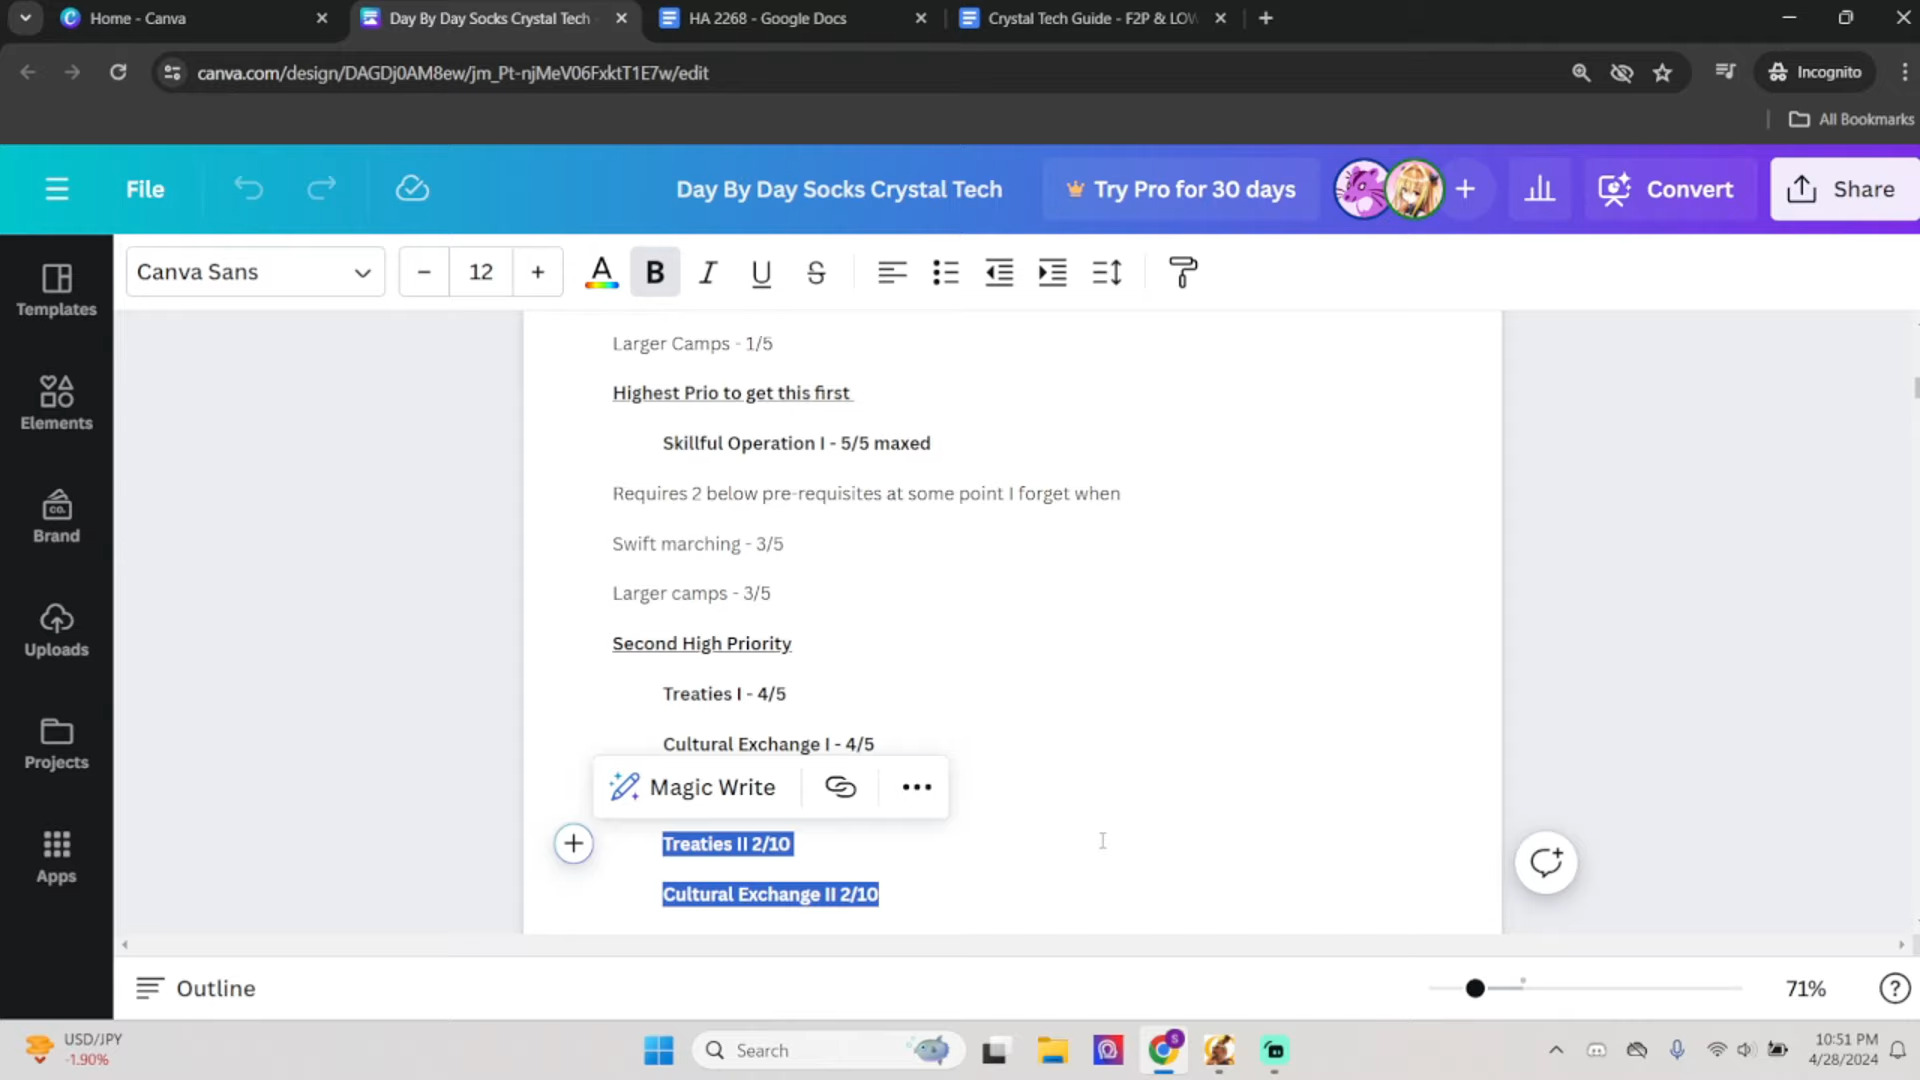 Home - Canva
Day By Day Socks Crystal Tech
HA 2268 - Google Docs
Crystal Tech Guide - F2P & LOW
canva.com/design/DAGDj0AM8ew/jm_Pt-njMeV06FxktT1E7w/edit
Incognito
All Bookmarks
File
Day By Day Socks Crystal Tech
Try Pro for 30 days
Convert
Share
Canva Sans
12
A
B
I
U
S
Templates
Elements
CO.
Brand
Uploads
Projects
Apps
Larger Camps - 1/5
Highest Prio to get this first
Skillful Operation I - 5/5 maxed
Requires 2 below pre-requisites at some point I forget when
Swift marching - 3/5
Larger camps - 3/5
Second High Priority
Treaties I - 4/5
Cultural Exchange I - 4/5
Magic Write
Treaties II 2/10
Cultural Exchange II 2/10
Outline
71%
?
USD/JPY
-1.90%
Search
S
10:51 PM
4/28/2024